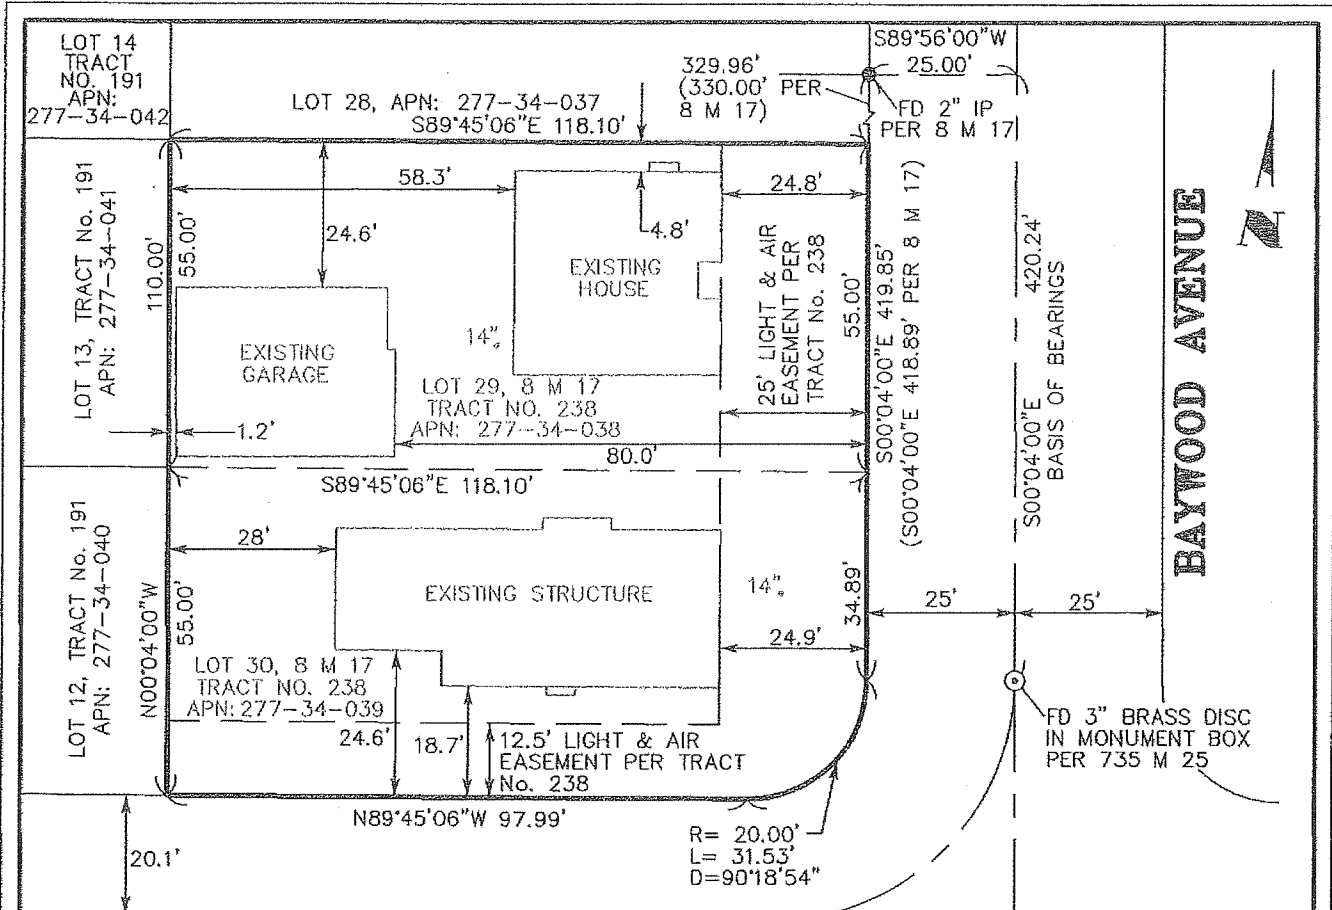 LOT 14
TRACT
NO. 191
APN:
277-34-042
LOT 28, APN: 277-34-037
S89°45'06"E 118.10'
329.96'
(330.00' PER
8 M 17)
S89°56'00"W
25.00'
FD 2" IP
PER 8 M 17
LOT 13, TRACT No. 191
APN: 277-34-041
110.00'
55.00'
58.3'
24.6'
4.8'
24.8'
EXISTING
HOUSE
25' LIGHT & AIR
EASEMENT PER
TRACT No. 238
55.00'
S00°04'00"E 419.85'
(S00°04'00"E 418.89' PER 8 M 17)
S00°04'00"E 420.24'
BASIS OF BEARINGS
BAYWOOD AVENUE
N
EXISTING
GARAGE
14"
LOT 29, 8 M 17
TRACT NO. 238
APN: 277-34-038
1.2'
80.0'
S89°45'06"E 118.10'
LOT 12, TRACT No. 191
APN: 277-34-040
N00°04'00"W
55.00'
28'
EXISTING STRUCTURE
14"
34.89'
24.9'
25'
25'
LOT 30, 8 M 17
TRACT NO. 238
APN: 277-34-039
24.6'
18.7'
12.5' LIGHT & AIR
EASEMENT PER TRACT
No. 238
FD 3" BRASS DISC
IN MONUMENT BOX
PER 735 M 25
N89°45'06"W 97.99'
R= 20.00'
L= 31.53'
D=90°18'54"
20.1'